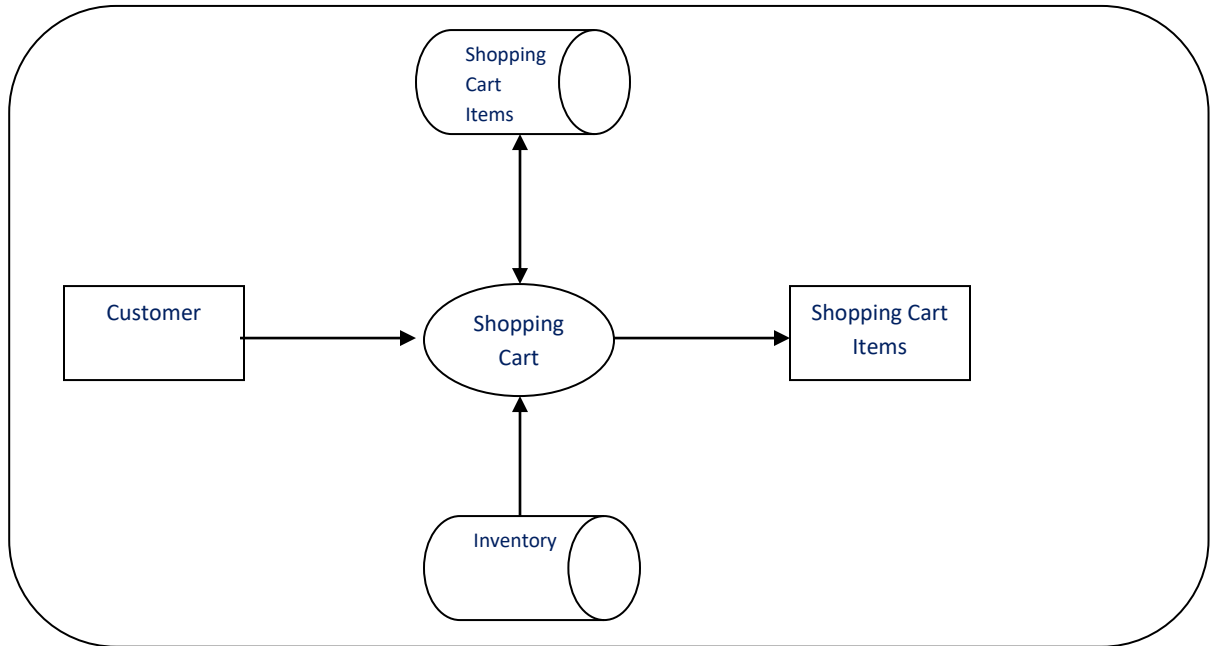 Shopping
Cart
Items
Customer
Shopping
Cart
Shopping Cart
Items
Inventory